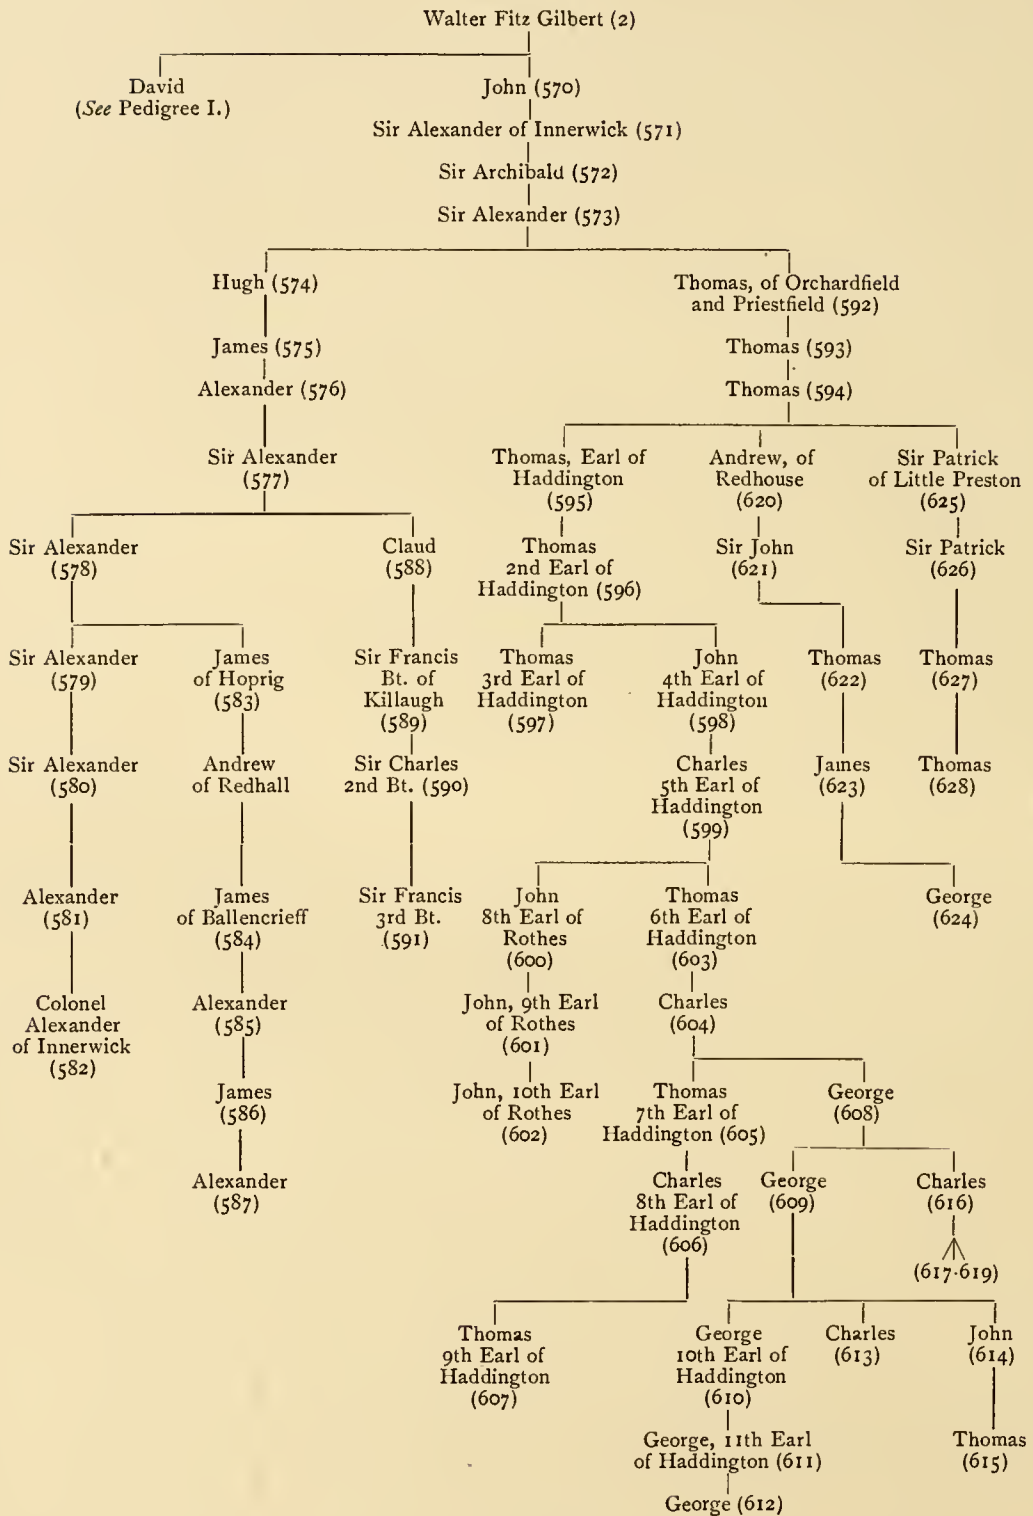 Walter Fitz Gilbert (2)
David
(See Pedigree I.)
John (570)
Sir Alexander of Innerwick (571)
Sir Archibald (572)
Sir Alexander (573)
Hugh (574)
Thomas, of Orchardfield
and Priestfield (592)
James (575)
Thomas (593)
Alexander (576)
Thomas (594)
Sir Alexander
(577)
Thomas, Earl of
Haddington
(595)
Andrew, of
Redhouse
(620)
Sir Patrick
of Little Preston
(625)
Sir Alexander
(578)
Claud
(588)
Thomas
2nd Earl of
Haddington (596)
Sir John
(621)
Sir Patrick
(626)
Sir Alexander
(579)
James
of Hoprig
(583)
Sir Francis
Bt. of
Killaugh
(589)
Thomas
3rd Earl of
Haddington
(597)
John
4th Earl of
Haddington
(598)
Thomas
(622)
Thomas
(627)
Sir Alexander
(580)
Andrew
of Redhall
Sir Charles
2nd Bt. (590)
Charles
5th Earl of
Haddington
(599)
James
(623)
Thomas
(628)
Alexander
(581)
James
of Ballencrieff
(584)
Sir Francis
3rd Bt.
(591)
John
8th Earl of
Rothes
(600)
Thomas
6th Earl of
Haddington
(603)
George
(624)
Colonel
Alexander
of Innerwick
(582)
Alexander
(585)
John, 9th Earl
of Rothes
(601)
Charles
(604)
James
(586)
John, 10th Earl
of Rothes
(602)
Thomas
7th Earl of
Haddington (605)
George
(608)
Alexander
(587)
Charles
8th Earl of
Haddington
(606)
George
(609)
Charles
(616)
(617-619)
Thomas
9th Earl of
Haddington
(607)
George
10th Earl of
Haddington
(610)
Charles
(613)
John
(614)
George, 11th Earl
of Haddington (611)
Thomas
(615)
George (612)